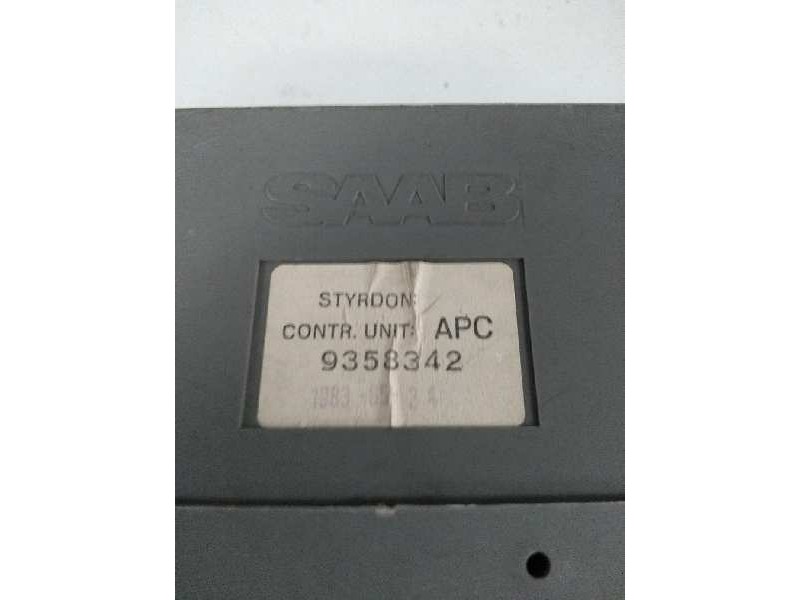 SAAB
STYRDON:
CONTR. UNIT: APC
9358342